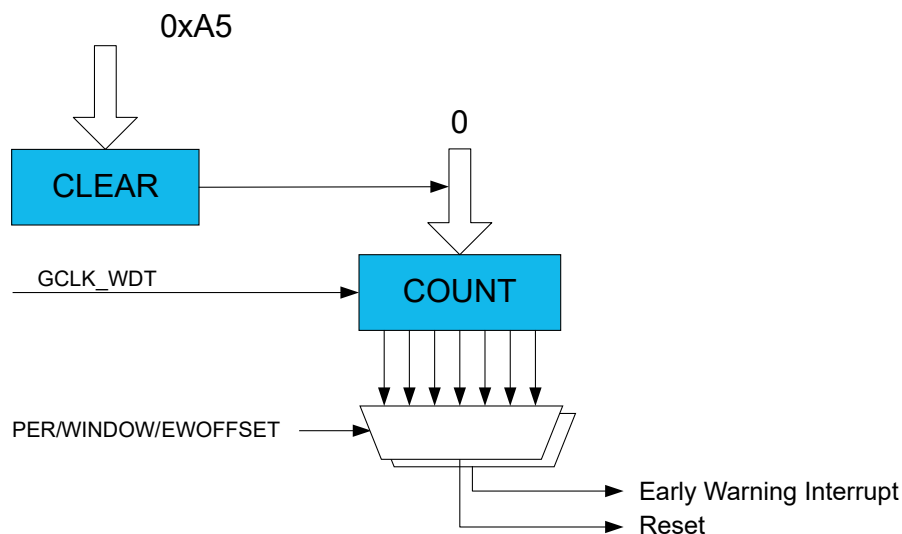 0xA5
0
CLEAR
GCLK_WDT
COUNT
PER/WINDOW/EWOFFSET
Early Warning Interrupt
Reset